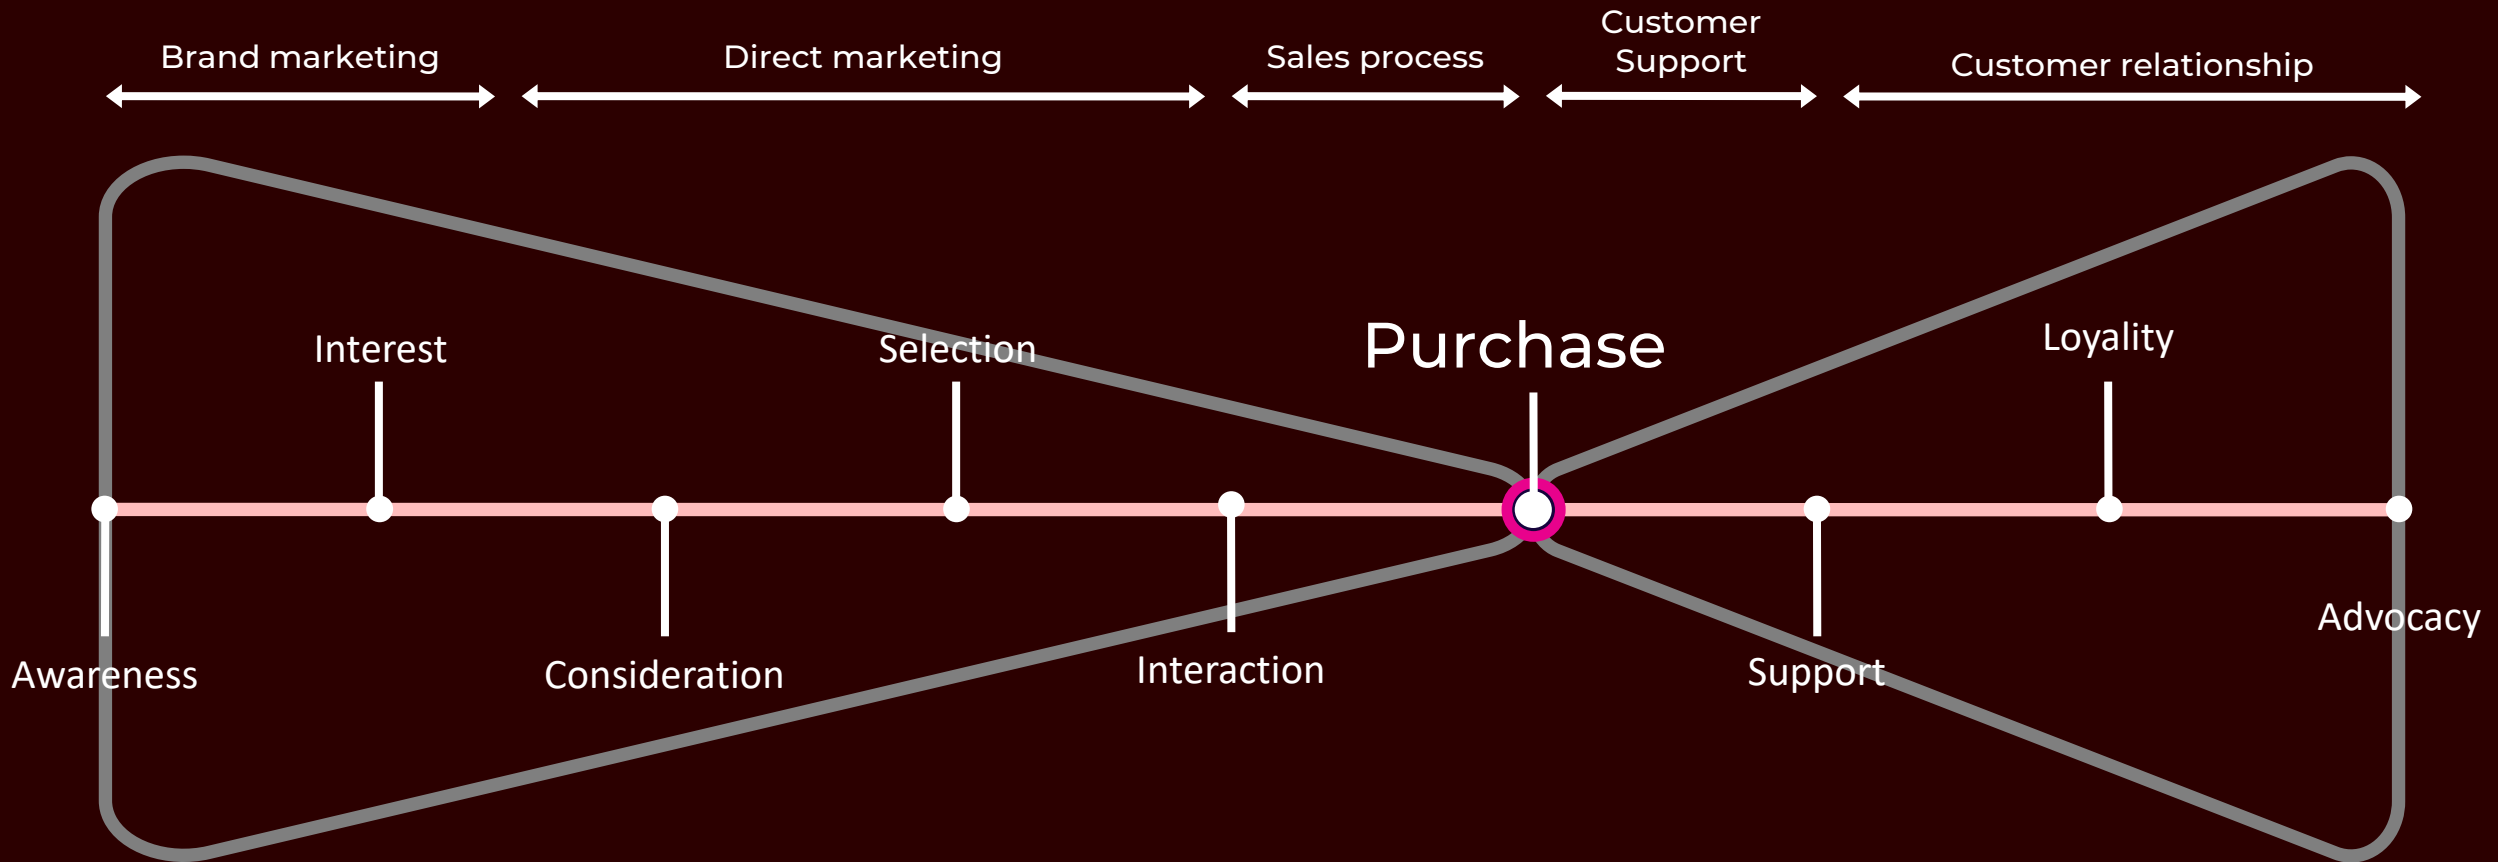 Brand marketing
Direct marketing
Sales process
Customer
Support
Customer relationship
Interest
Selection
Purchase
Loyality
Awareness
Consideration
Interaction
Support
Advocacy